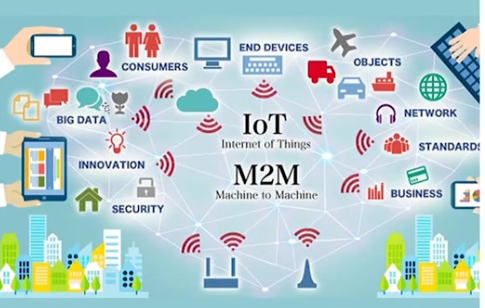 CONSUMERS
END DEVICES
OBJECTS
BIG DATA
IoT
Internet of Things
NETWORK
INNOVATION
M2M
Machine to Machine
STANDARDS
SECURITY
BUSINESS